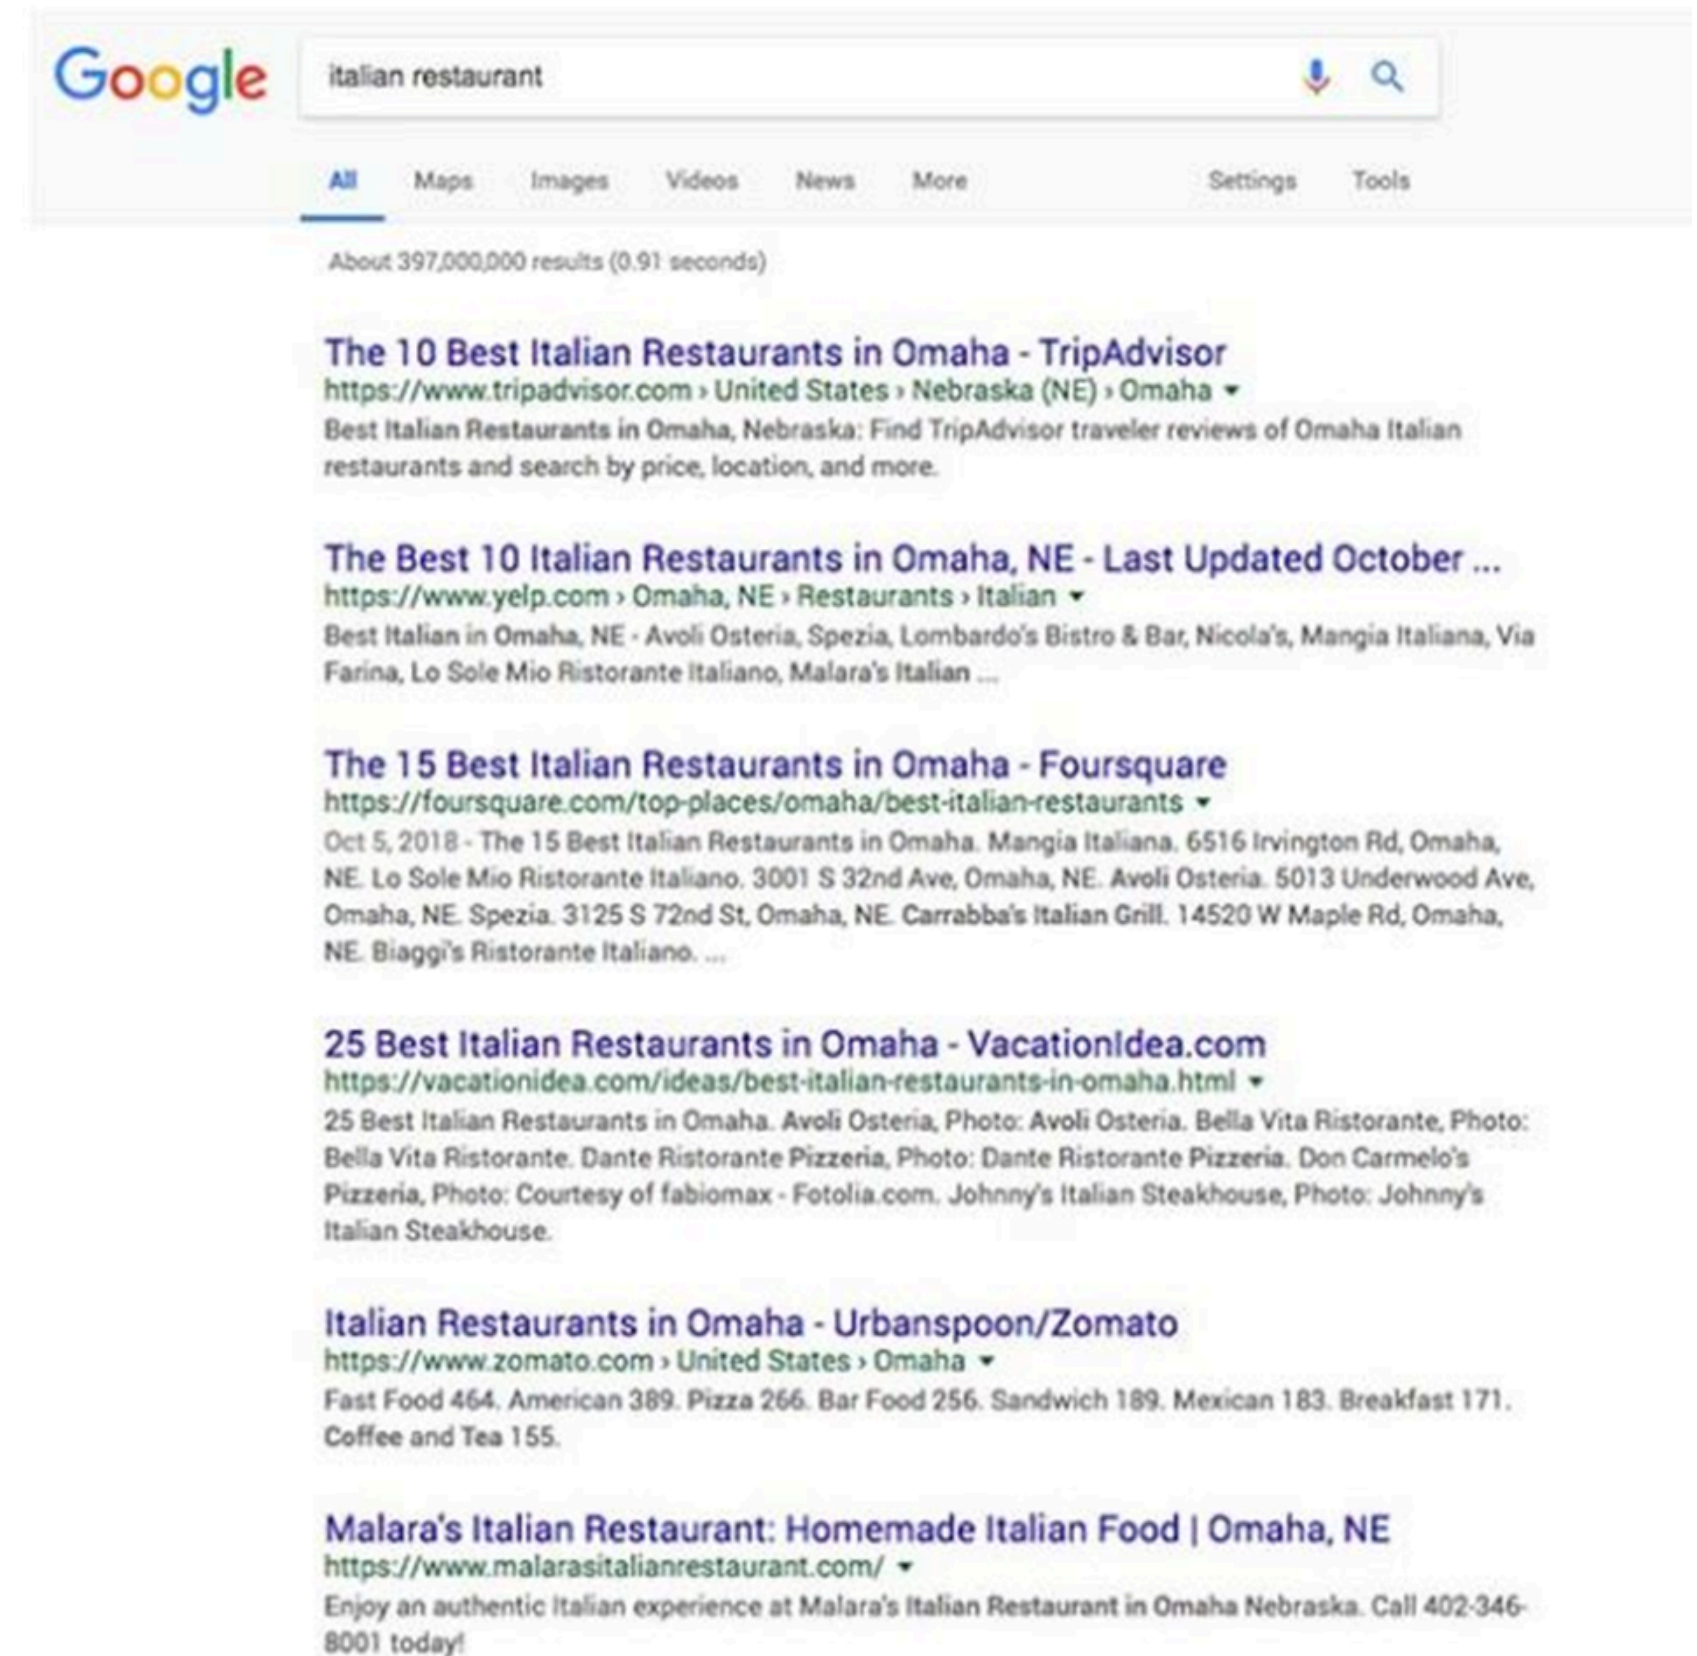 Google
italian restaurant
All Maps Images Videos News More Settings Tools
About 397,000,000 results (0.91 seconds)
The 10 Best Italian Restaurants in Omaha - TripAdvisor
https://www.tripadvisor.com › United States › Nebraska (NE) › Omaha
Best Italian Restaurants in Omaha, Nebraska: Find TripAdvisor traveler reviews of Omaha Italian
restaurants and search by price, location, and more.
The Best 10 Italian Restaurants in Omaha, NE - Last Updated October ...
https://www.yelp.com › Omaha, NE › Restaurants › Italian
Best Italian in Omaha, NE - Avoli Osteria, Spezia, Lombardo's Bistro & Bar, Nicola's, Mangia Italiana, Via
Farina, Lo Sole Mio Ristorante Italiano, Malara's Italian ...
The 15 Best Italian Restaurants in Omaha - Foursquare
https://foursquare.com/top-places/omaha/best-italian-restaurants
Oct 5, 2018 - The 15 Best Italian Restaurants in Omaha. Mangia Italiana. 6516 Irvington Rd, Omaha,
NE. Lo Sole Mio Ristorante Italiano. 3001 S 32nd Ave, Omaha, NE. Avoli Osteria. 5013 Underwood Ave,
Omaha, NE. Spezia. 3125 S 72nd St, Omaha, NE. Carrabba's Italian Grill. 14520 W Maple Rd, Omaha,
NE. Biaggi's Ristorante Italiano. ...
25 Best Italian Restaurants in Omaha - VacationIdea.com
https://vacationidea.com/ideas/best-italian-restaurants-in-omaha.html
25 Best Italian Restaurants in Omaha. Avoli Osteria, Photo: Avoli Osteria. Bella Vita Ristorante, Photo:
Bella Vita Ristorante. Dante Ristorante Pizzeria, Photo: Dante Ristorante Pizzeria. Don Carmelo's
Pizzeria, Photo: Courtesy of fabiomax - Fotolia.com. Johnny's Italian Steakhouse, Photo: Johnny's
Italian Steakhouse.
Italian Restaurants in Omaha - Urbanspoon/Zomato
https://www.zomato.com › United States › Omaha
Fast Food 464. American 389. Pizza 266. Bar Food 256. Sandwich 189. Mexican 183. Breakfast 171.
Coffee and Tea 155.
Malara's Italian Restaurant: Homemade Italian Food | Omaha, NE
https://www.malarasitalianrestaurant.com/
Enjoy an authentic Italian experience at Malara's Italian Restaurant in Omaha Nebraska. Call 402-346-
8001 today!